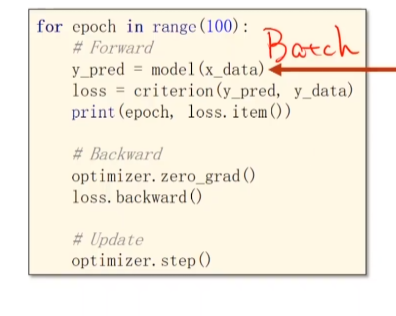 for epoch in range(100):
# Forward
Batch
y_pred = model(x_data)
loss = criterion(y_pred, y_data)
print(epoch, loss.item())
# Backward
optimizer.zero_grad()
loss.backward()
# Update
optimizer.step()